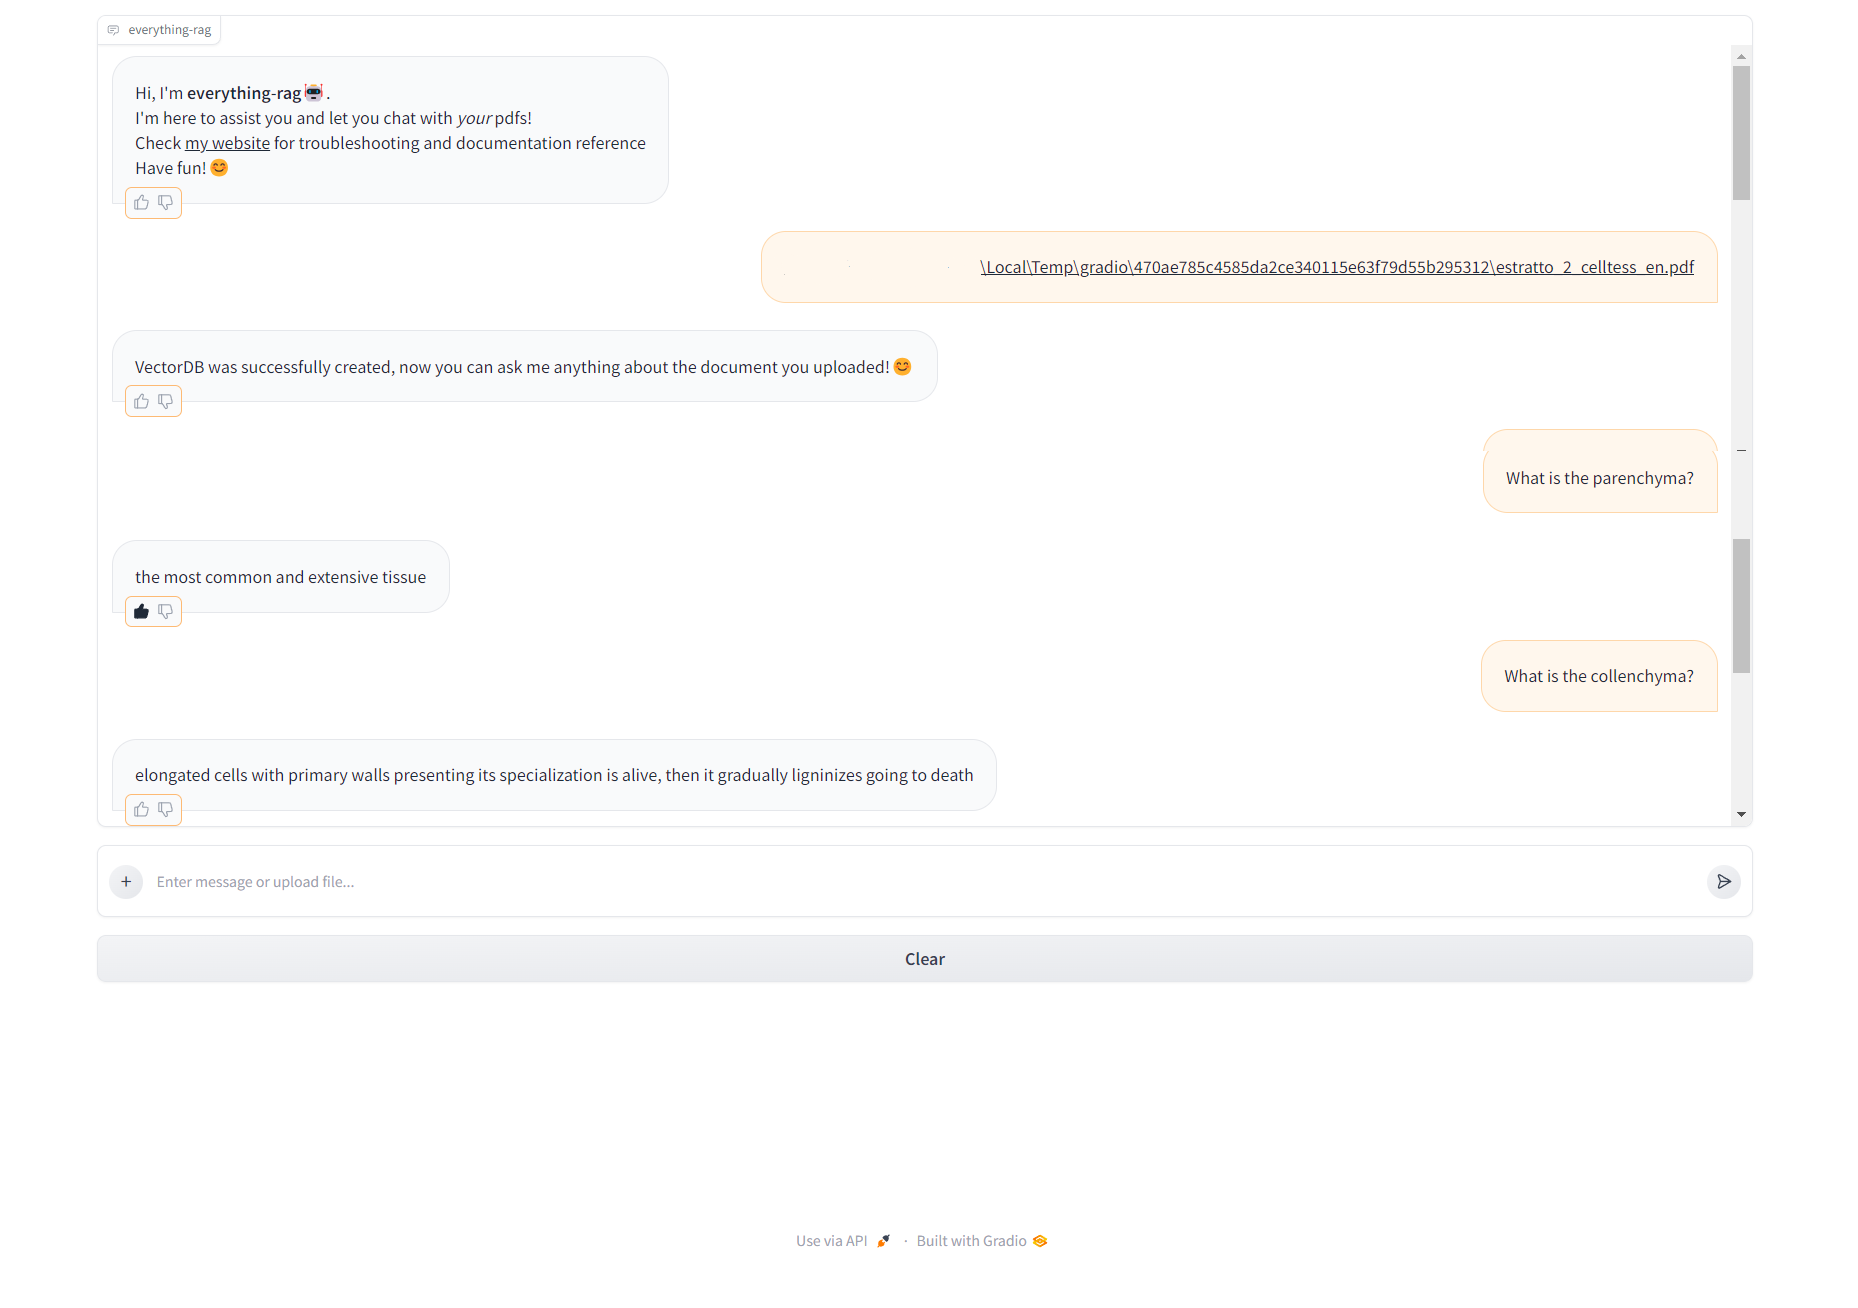 everything-rag
Hi, I'm everything-rag🤖.
I'm here to assist you and let you chat with your pdfs!
Check my website for troubleshooting and documentation reference
Have fun! 😊
\Local\Temp\gradio\470ae785c4585da2ce340115e63f79d55b295312\estratto_2_celltess_en.pdf
VectorDB was successfully created, now you can ask me anything about the document you uploaded! 😊
What is the parenchyma?
the most common and extensive tissue
What is the collenchyma?
elongated cells with primary walls presenting its specialization is alive, then it gradually ligninizes going to death
Enter message or upload file...
Clear
Use via API 🚀 · Built with Gradio